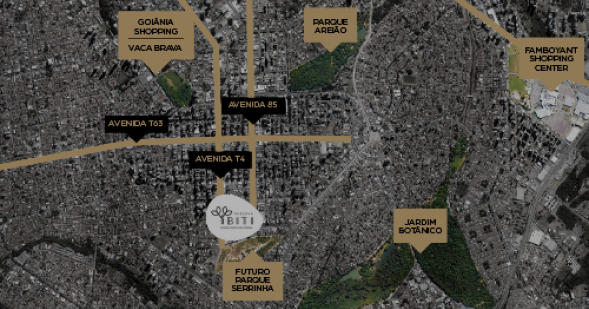 GOIÂNIA
SHOPPING
VACA BRAVA
PARQUE
AREIÃO
FAMBOYANT
SHOPPING
CENTER
AVENIDA 85
AVENIDA T63
AVENIDA T4
IBITI
JARDIM
BOTÂNICO
FUTURO
PARQUE
SERRINHA